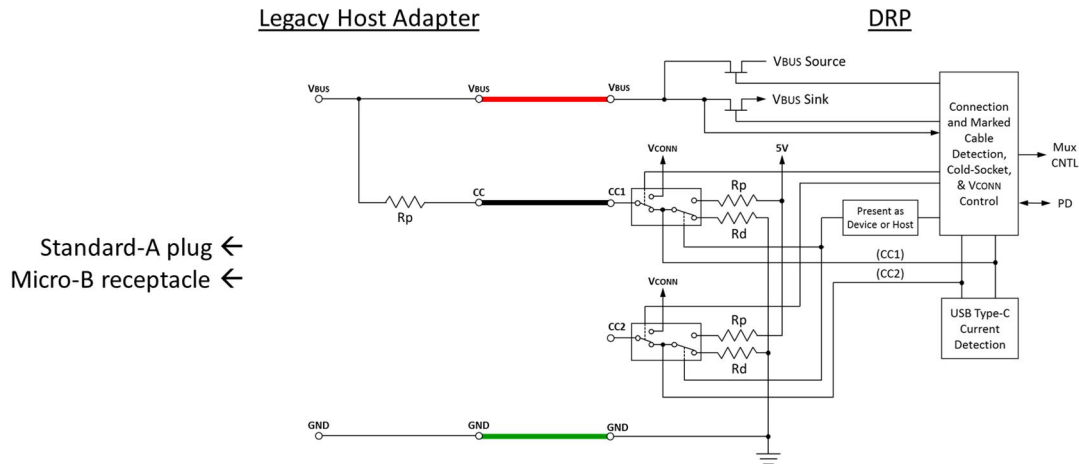 Legacy Host Adapter
DRP
VBUS
VBUS
VBUS
VBUS Source
VBUS Sink
Connection
and Marked
Cable
Detection,
Cold-Socket,
& VCONN
Control
Mux
CNTL
PD
VCONN
5V
Rp
CC
CC1
Rp
Rd
Present as
Device or Host
Standard-A plug ←
Micro-B receptacle ←
(CC1)
(CC2)
VCONN
CC2
Rp
Rd
USB Type-C
Current
Detection
GND
GND
GND